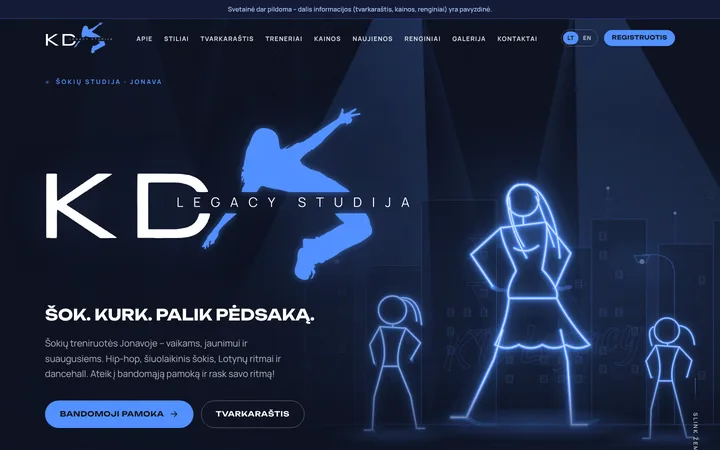 Svetainė dar pildoma – dalis informacijos (tvarkaraštis, kainos, renginiai) yra pavyzdinė.
KD
APIE STILIAI TVARKARAŠTIS TRENERIAI KAINOS NAUJIENOS RENGINIAI GALERIJA KONTAKTAI
LT EN
REGISTRUOTIS
ŠOKIŲ STUDIJA · JONAVA
KD
LEGACY STUDIJA
ŠOK. KURK. PALIK PĖDSAKĄ.
Šokių treniruotės Jonavoje – vaikams, jaunimui ir
suaugusiems. Hip-hop, šiuolaikinis šokis, Lotynų ritmai ir
dancehall. Ateik į bandomąją pamoką ir rask savo ritmą!
BANDOMOJI PAMOKA →
TVARKARAŠTIS